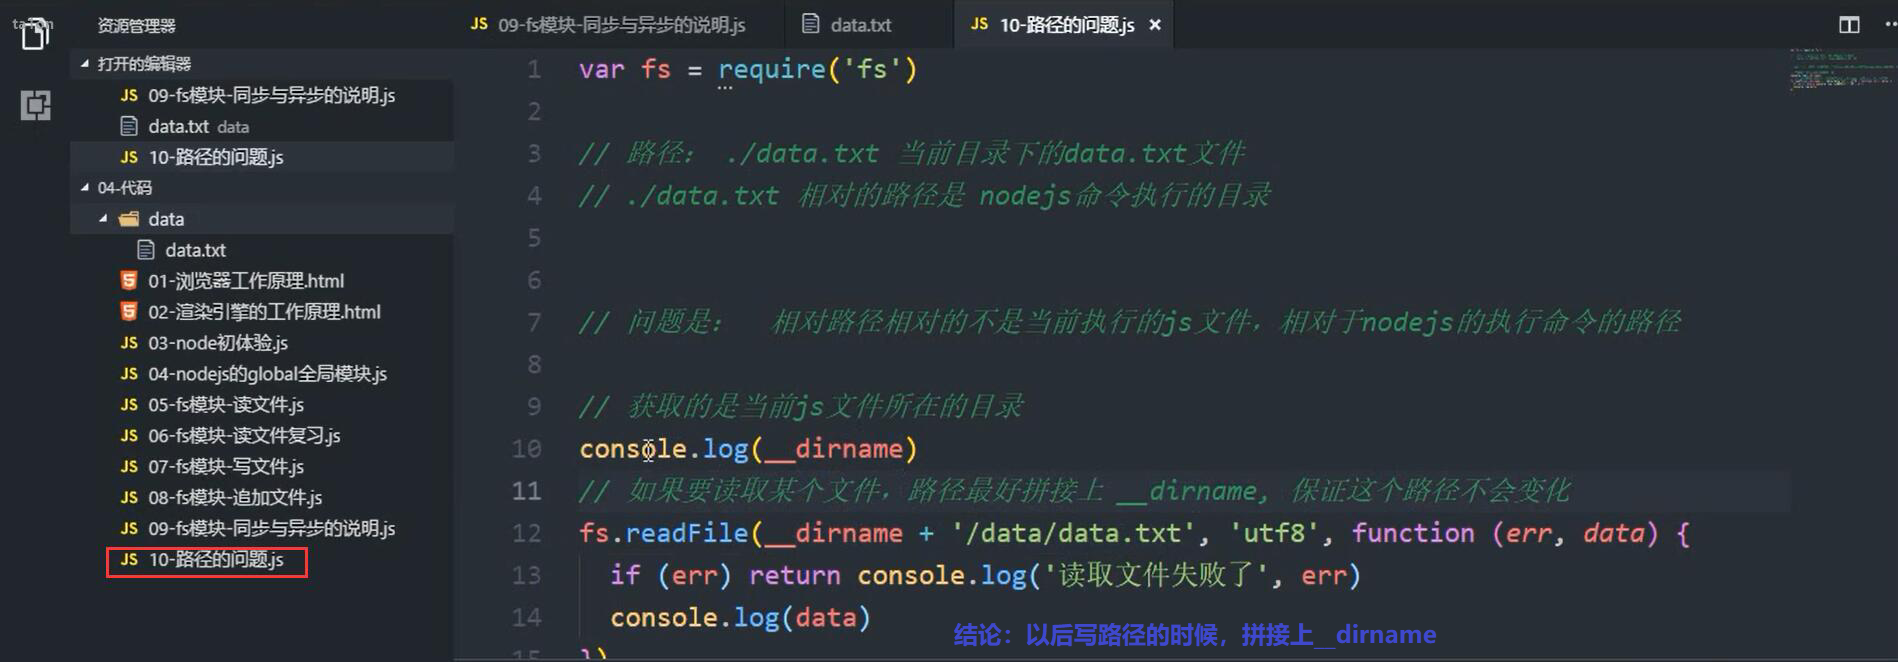 资源管理器
打开的编辑器
JS 09-fs模块-同步与异步的说明.js
data.txt data
JS 10-路径的问题.js
04-代码
data
data.txt
01-浏览器工作原理.html
02-渲染引擎的工作原理.html
JS 03-node初体验.js
JS 04-nodejs的global全局模块.js
JS 05-fs模块-读文件.js
JS 06-fs模块-读文件复习.js
JS 07-fs模块-写文件.js
JS 08-fs模块-追加文件.js
JS 09-fs模块-同步与异步的说明.js
JS 10-路径的问题.js
JS 09-fs模块-同步与异步的说明.js data.txt JS 10-路径的问题.js ×
1 var fs = require('fs')
2
3 // 路径： ./data.txt 当前目录下的data.txt文件
4 // ./data.txt 相对的路径是 nodejs命令执行的目录
5
6
7 // 问题是： 相对路径相对的不是当前执行的js文件，相对于nodejs的执行命令的路径
8
9 // 获取的是当前js文件所在的目录
10 console.log(__dirname)
11 // 如果要读取某个文件，路径最好拼接上 __dirname, 保证这个路径不会变化
12 fs.readFile(__dirname + '/data/data.txt', 'utf8', function (err, data) {
13 if (err) return console.log('读取文件失败了', err)
14 console.log(data)
结论：以后写路径的时候，拼接上__dirname
15 })